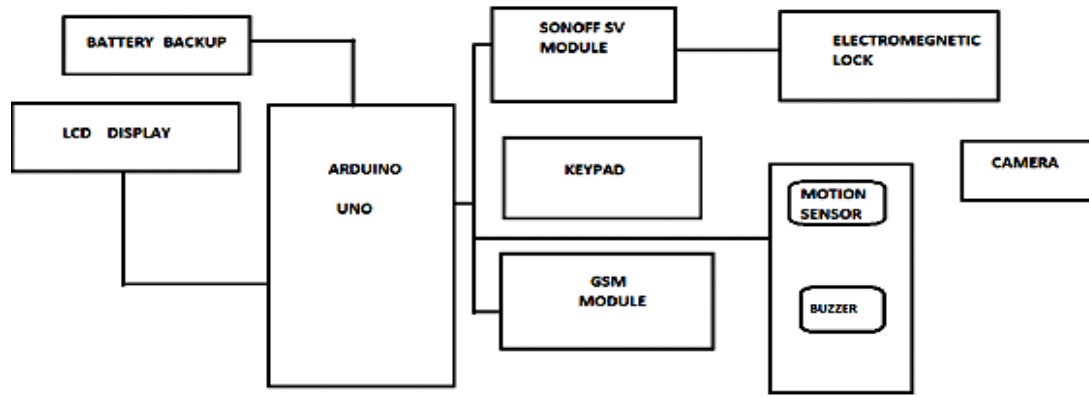 BATTERY BACKUP
LCD DISPLAY
ARDUINO
UNO
SONOFF SV
MODULE
ELECTROMEGNETIC
LOCK
KEYPAD
GSM
MODULE
MOTION
SENSOR
BUZZER
CAMERA